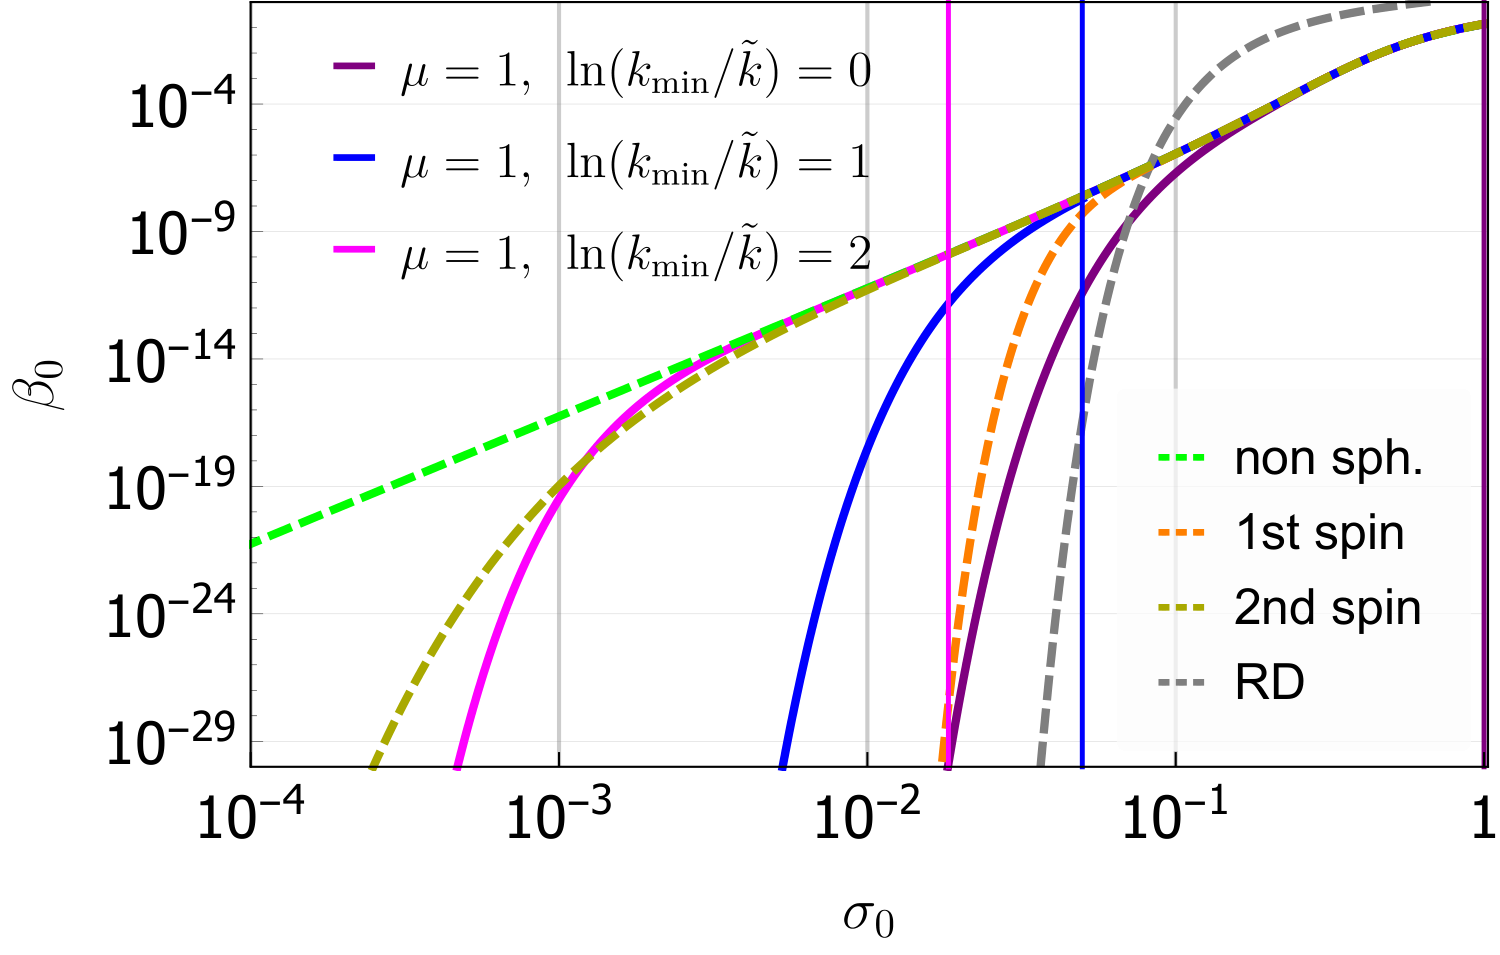 μ = 1, ln(k_min/k̃) = 0
μ = 1, ln(k_min/k̃) = 1
μ = 1, ln(k_min/k̃) = 2
10⁻⁴
10⁻⁹
10⁻¹⁴
10⁻¹⁹
10⁻²⁴
10⁻²⁹
β₀
non sph.
1st spin
2nd spin
RD
10⁻⁴ 10⁻³ 10⁻² 10⁻¹ 1
σ₀